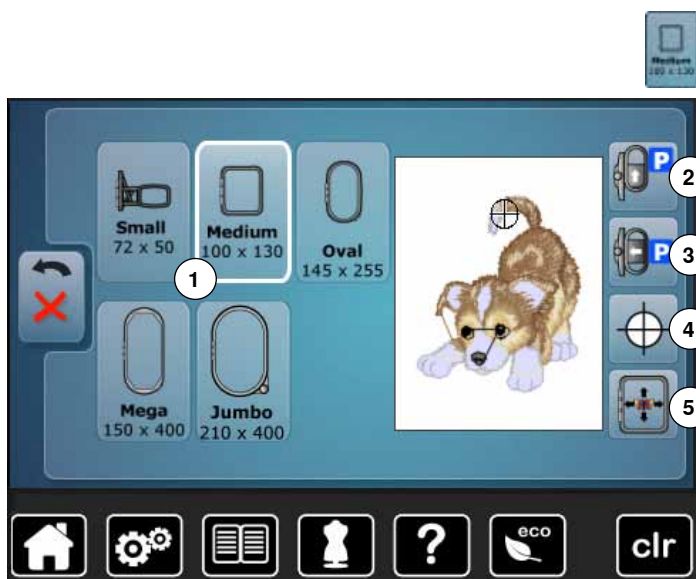 Medium
100 x 130
P
2
Small
72 x 50
Medium
100 x 130
Oval
145 x 255
1
P
3
4
Mega
150 x 400
Jumbo
210 x 400
5
?
eco
clr